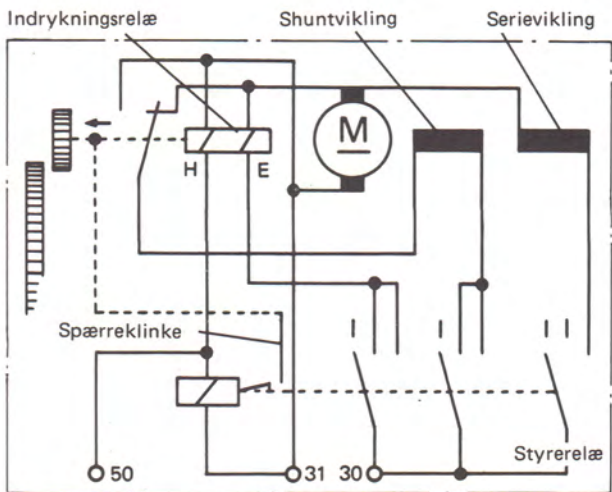 Indrykningsrelæ
Shuntvikling
Serievikling
M
H E
Spærreklinke
I I I I
Styrerelæ
50 31 30